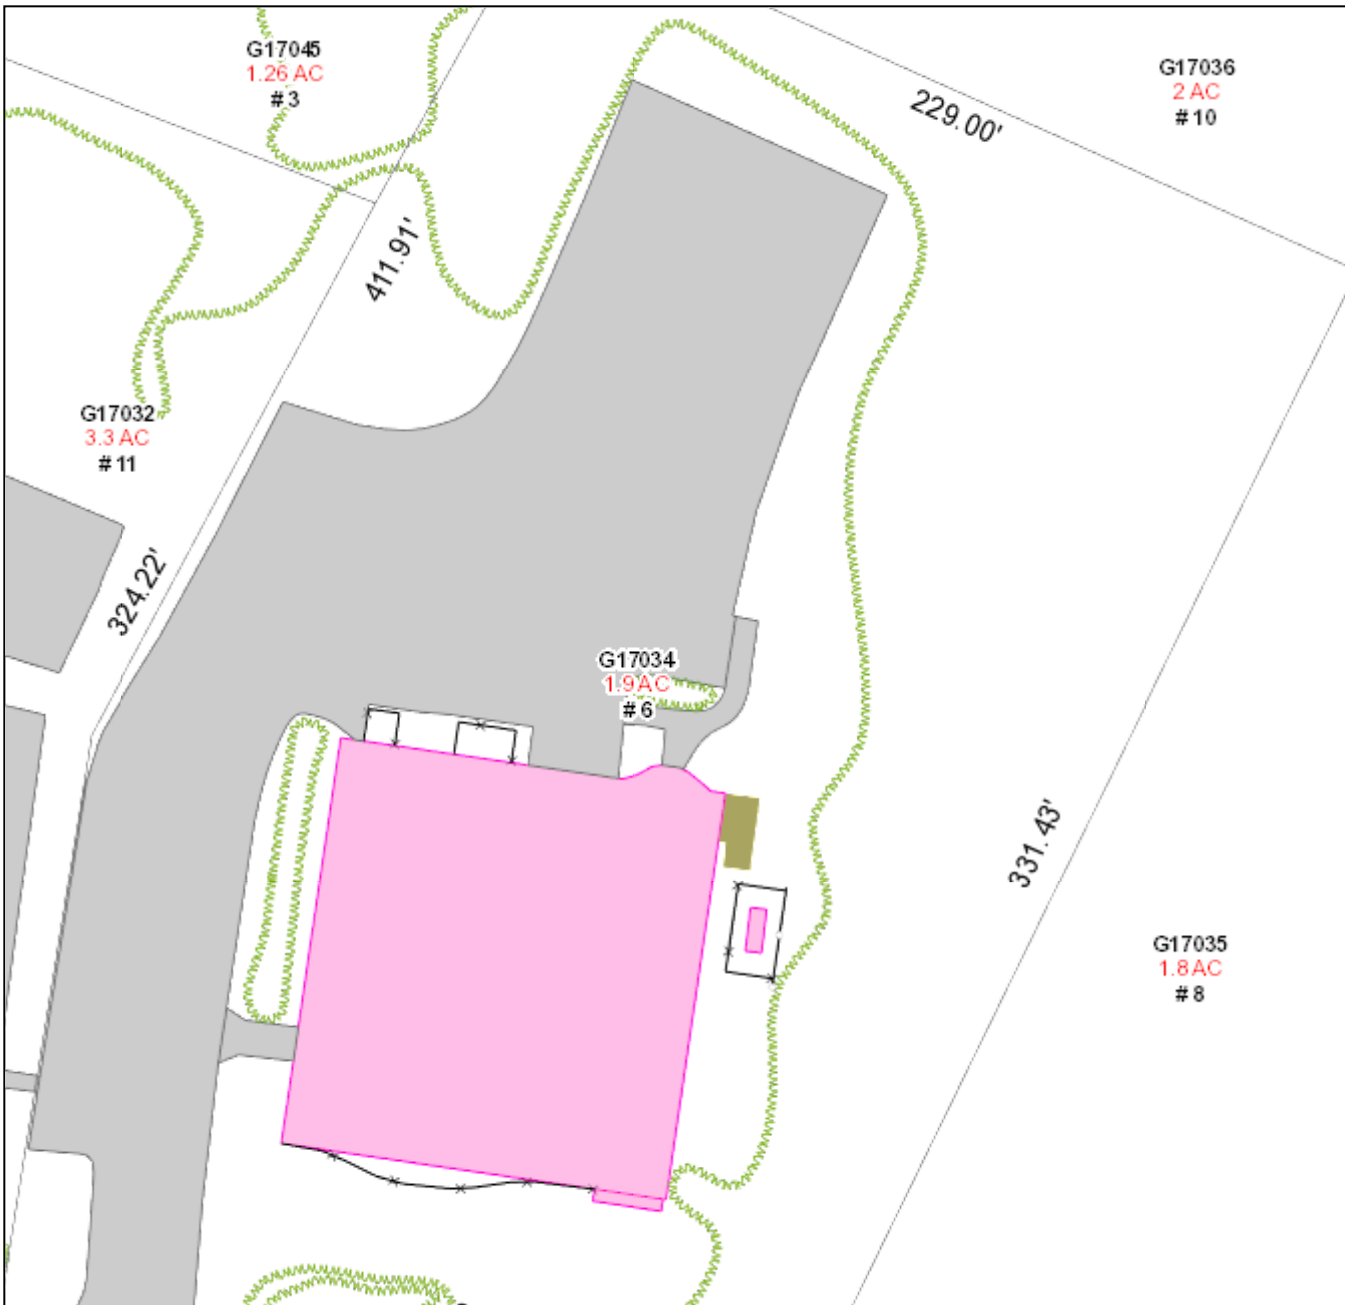 G17045
1.26 AC
# 3
G17036
2 AC
# 10
229.00'
411.91'
G17032
3.3 AC
# 11
324.22'
G17034
1.9 AC
# 6
331.43'
G17035
1.8 AC
# 8